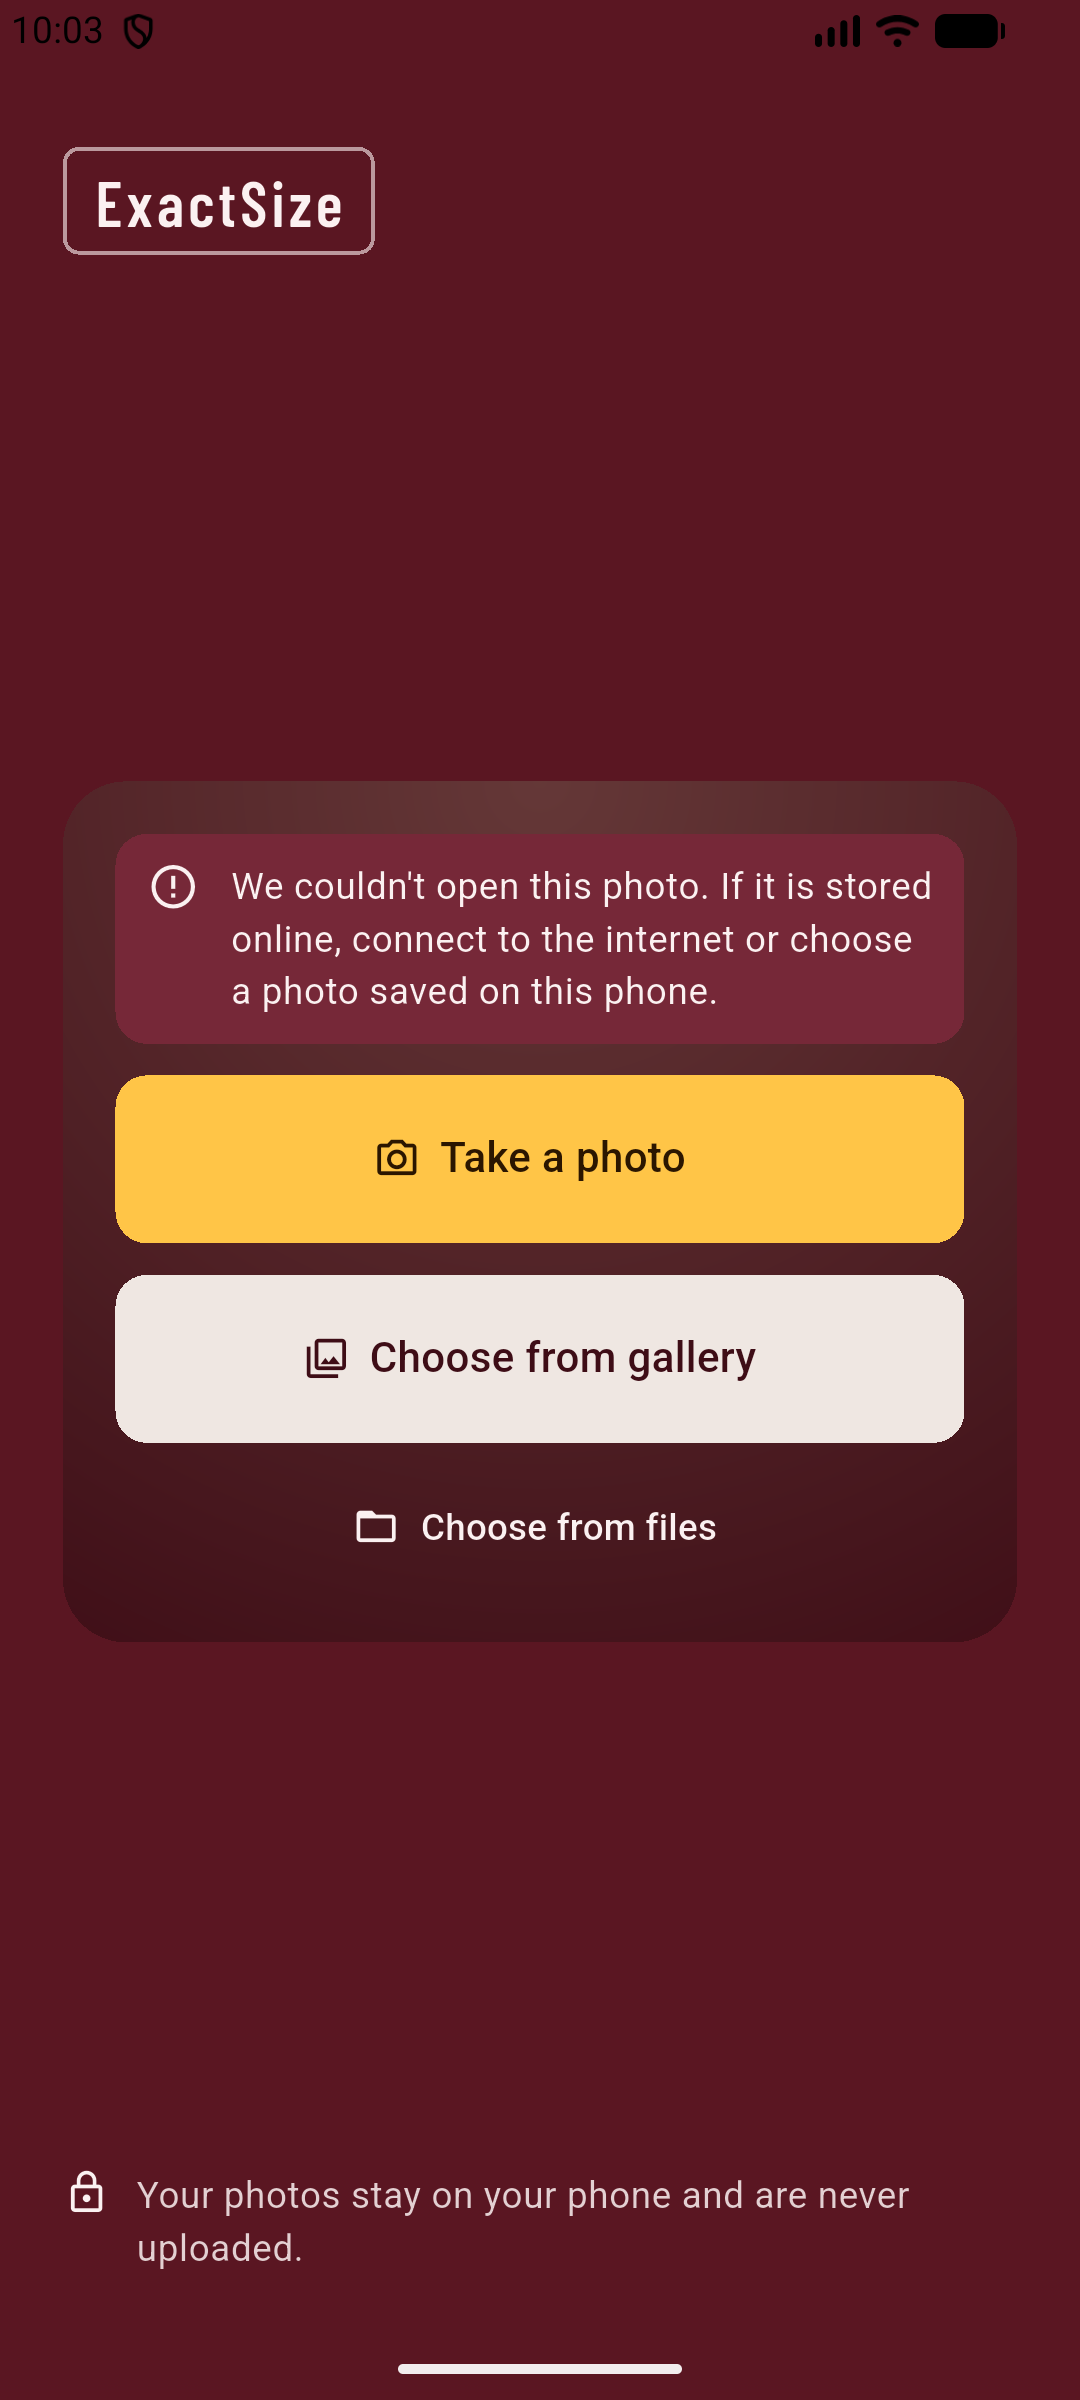 10:03
ExactSize
We couldn't open this photo. If it is stored
online, connect to the internet or choose
a photo saved on this phone.
Take a photo
Choose from gallery
Choose from files
Your photos stay on your phone and are never
uploaded.